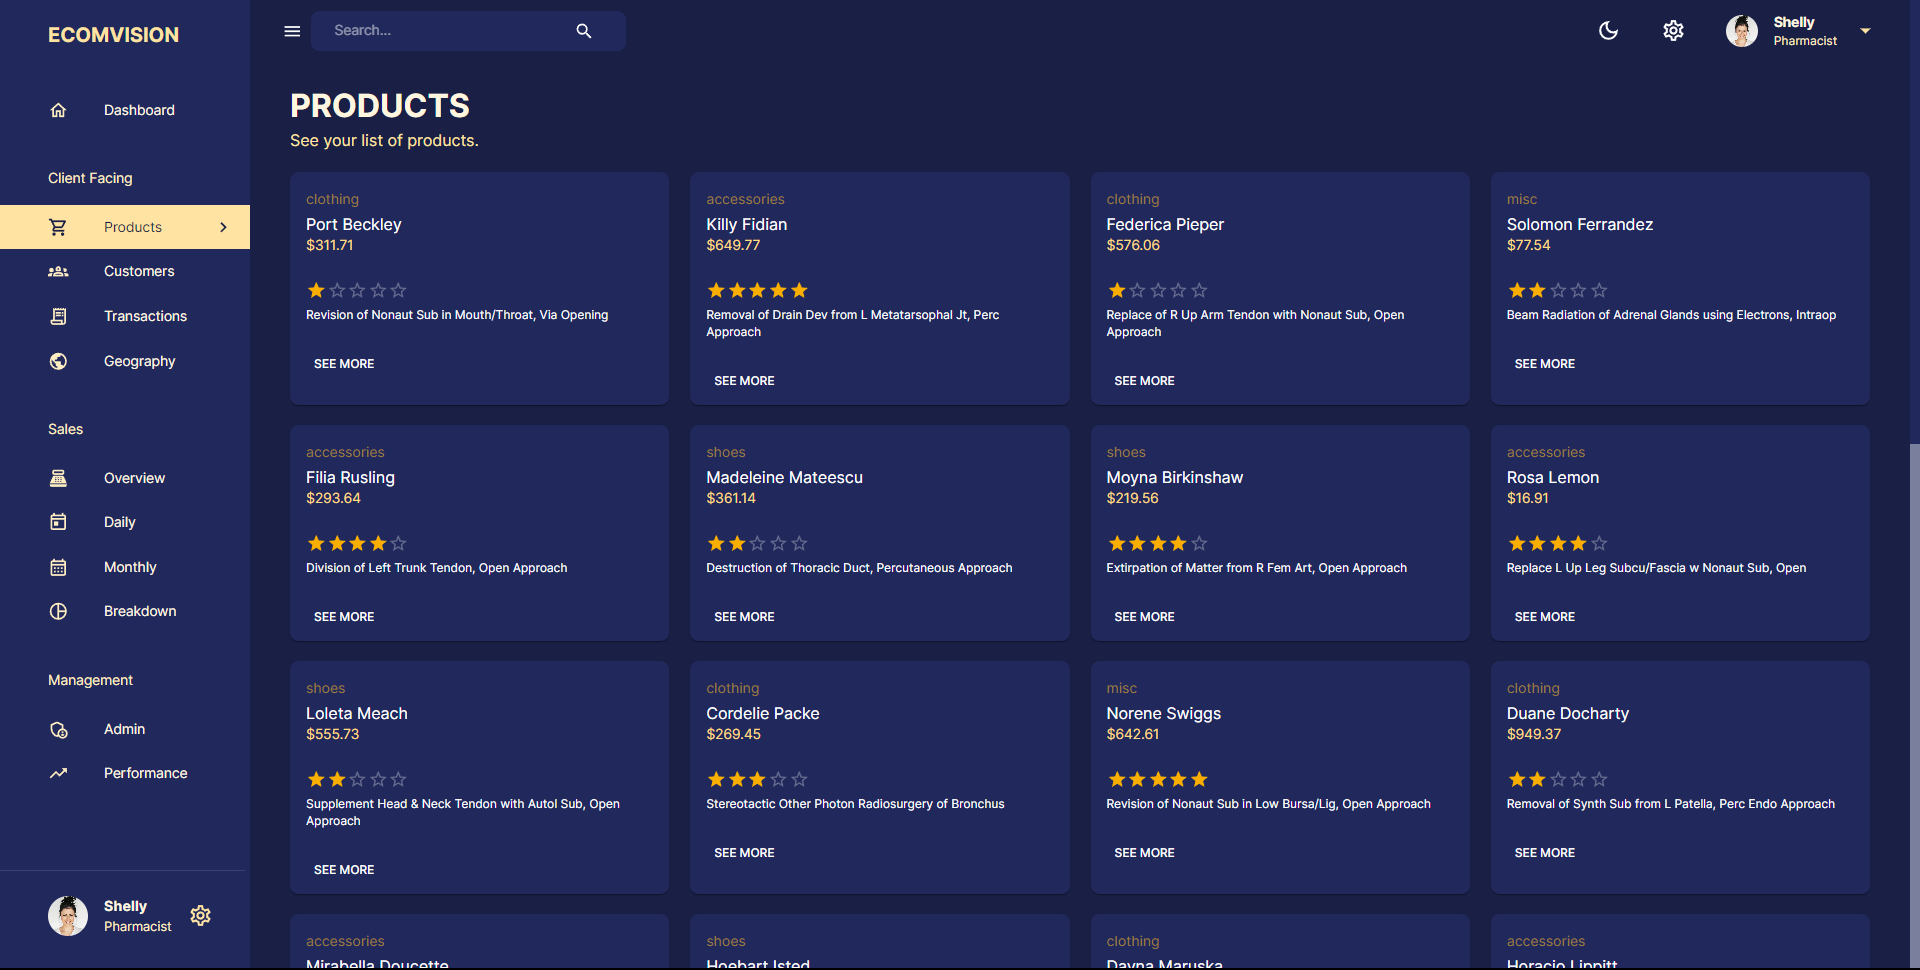 ECOMVISION
Dashboard
Client Facing
Products
Customers
Transactions
Geography
Sales
Overview
Daily
Monthly
Breakdown
Management
Admin
Performance
Shelly
Pharmacist
Search...
Shelly
Pharmacist
PRODUCTS
See your list of products.
clothing
Port Beckley
$311.71
Revision of Nonaut Sub in Mouth/Throat, Via Opening
SEE MORE
accessories
Killy Fidian
$649.77
Removal of Drain Dev from L Metatarsophal Jt, Perc
Approach
SEE MORE
clothing
Federica Pieper
$576.06
Replace of R Up Arm Tendon with Nonaut Sub, Open
Approach
SEE MORE
misc
Solomon Ferrandez
$77.54
Beam Radiation of Adrenal Glands using Electrons, Intraop
SEE MORE
accessories
Filia Rusling
$293.64
Division of Left Trunk Tendon, Open Approach
SEE MORE
shoes
Madeleine Mateescu
$361.14
Destruction of Thoracic Duct, Percutaneous Approach
SEE MORE
shoes
Moyna Birkinshaw
$219.56
Extirpation of Matter from R Fem Art, Open Approach
SEE MORE
accessories
Rosa Lemon
$16.91
Replace L Up Leg Subcu/Fascia w Nonaut Sub, Open
SEE MORE
shoes
Loleta Meach
$555.73
Supplement Head & Neck Tendon with Autol Sub, Open
Approach
SEE MORE
clothing
Cordelie Packe
$269.45
Stereotactic Other Photon Radiosurgery of Bronchus
SEE MORE
misc
Norene Swiggs
$642.61
Revision of Nonaut Sub in Low Bursa/Lig, Open Approach
SEE MORE
clothing
Duane Docharty
$949.37
Removal of Synth Sub from L Patella, Perc Endo Approach
SEE MORE
accessories
Mirabella Doucette
shoes
Hoebart Isted
clothing
Dayna Maruska
accessories
Horacio Lippitt